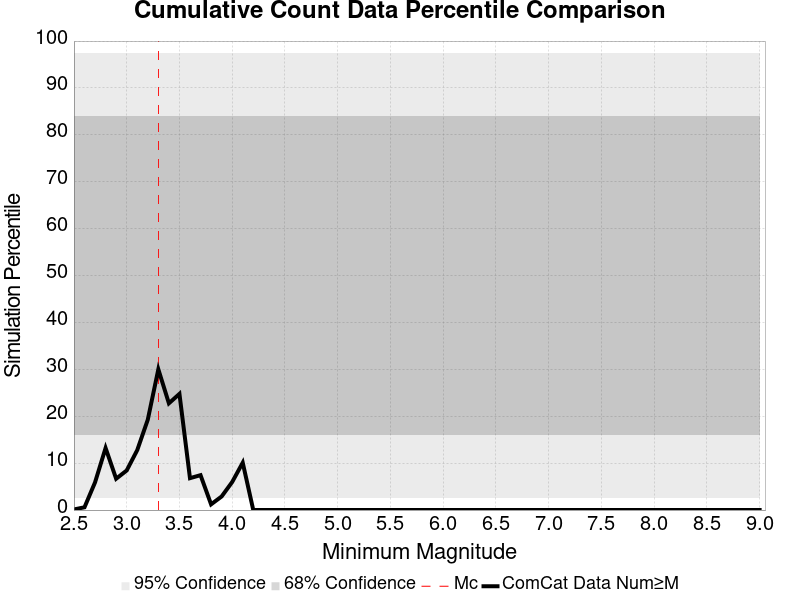 Cumulative Count Data Percentile Comparison
100
90
80
70
60
50
40
30
20
10
0
Simulation Percentile
2.5 3.0 3.5 4.0 4.5 5.0 5.5 6.0 6.5 7.0 7.5 8.0 8.5 9.0
Minimum Magnitude
95% Confidence 68% Confidence Mc ComCat Data Num≥M